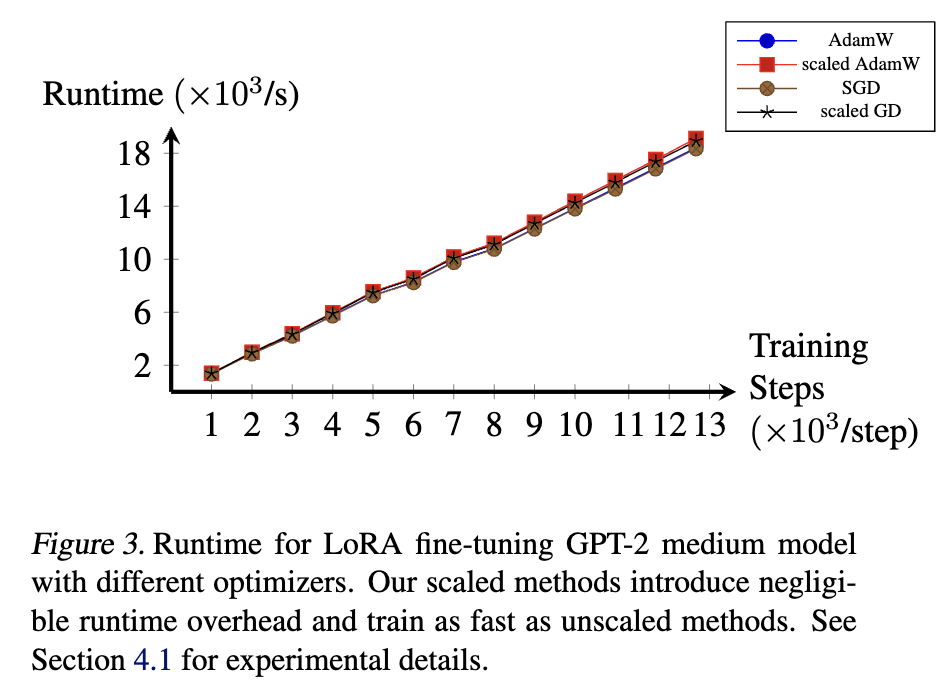 AdamW
scaled AdamW
SGD
scaled GD
Runtime (×10³/s)
18
14
10
6
2
1 2 3 4 5 6 7 8 9 10 11 12 13
Training
Steps
(×10³/step)
Figure 3. Runtime for LoRA fine-tuning GPT-2 medium model
with different optimizers. Our scaled methods introduce negligi-
ble runtime overhead and train as fast as unscaled methods. See
Section 4.1 for experimental details.